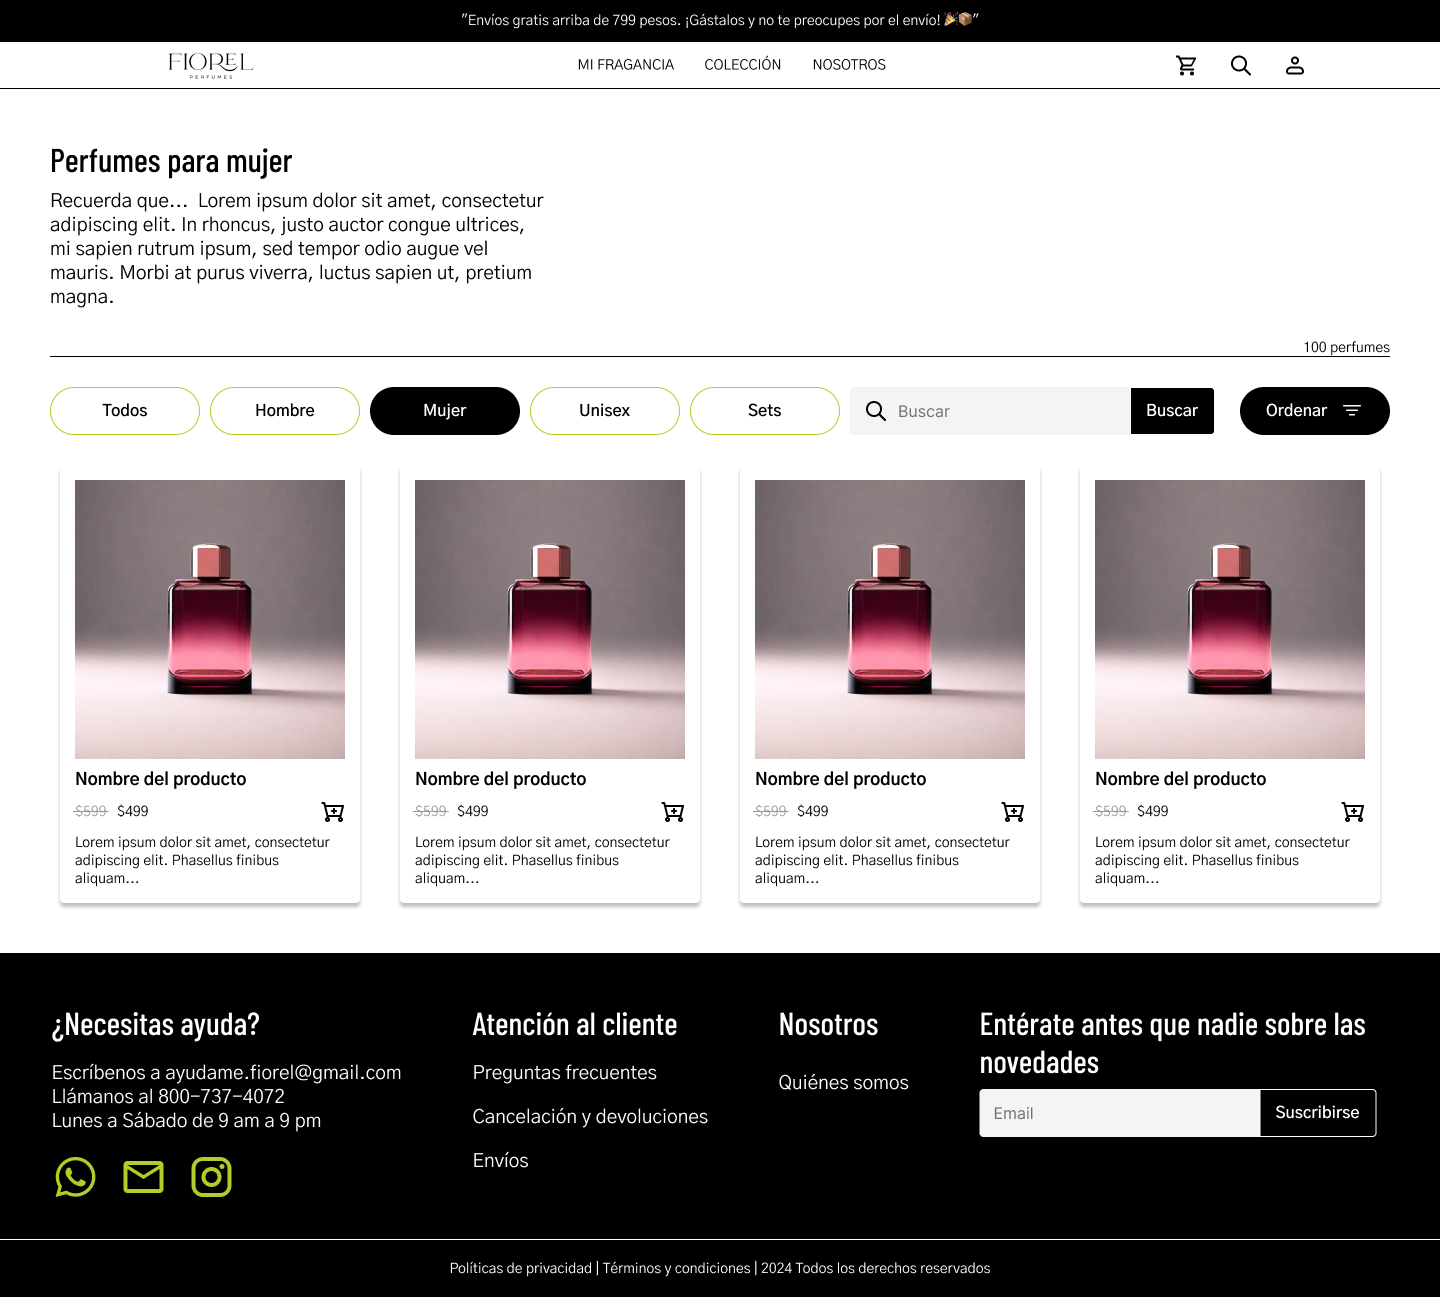 "Envíos gratis arriba de 799 pesos. ¡Gástalos y no te preocupes por el envío! 🎉📦"
FIOREL
PERFUMES
MI FRAGANCIA
COLECCIÓN
NOSOTROS
Perfumes para mujer
Recuerda que...  Lorem ipsum dolor sit amet, consectetur
adipiscing elit. In rhoncus, justo auctor congue ultrices,
mi sapien rutrum ipsum, sed tempor odio augue vel
mauris. Morbi at purus viverra, luctus sapien ut, pretium
magna.
100 perfumes
Todos
Hombre
Mujer
Unisex
Sets
Buscar
Buscar
Ordenar
Nombre del producto
$599 $499
Lorem ipsum dolor sit amet, consectetur
adipiscing elit. Phasellus finibus
aliquam...
Nombre del producto
$599 $499
Lorem ipsum dolor sit amet, consectetur
adipiscing elit. Phasellus finibus
aliquam...
Nombre del producto
$599 $499
Lorem ipsum dolor sit amet, consectetur
adipiscing elit. Phasellus finibus
aliquam...
Nombre del producto
$599 $499
Lorem ipsum dolor sit amet, consectetur
adipiscing elit. Phasellus finibus
aliquam...
¿Necesitas ayuda?
Escríbenos a ayudame.fiorel@gmail.com
Llámanos al 800-737-4072
Lunes a Sábado de 9 am a 9 pm
Atención al cliente
Preguntas frecuentes
Cancelación y devoluciones
Envíos
Nosotros
Quiénes somos
Entérate antes que nadie sobre las
novedades
Email
Suscribirse
Políticas de privacidad | Términos y condiciones | 2024 Todos los derechos reservados